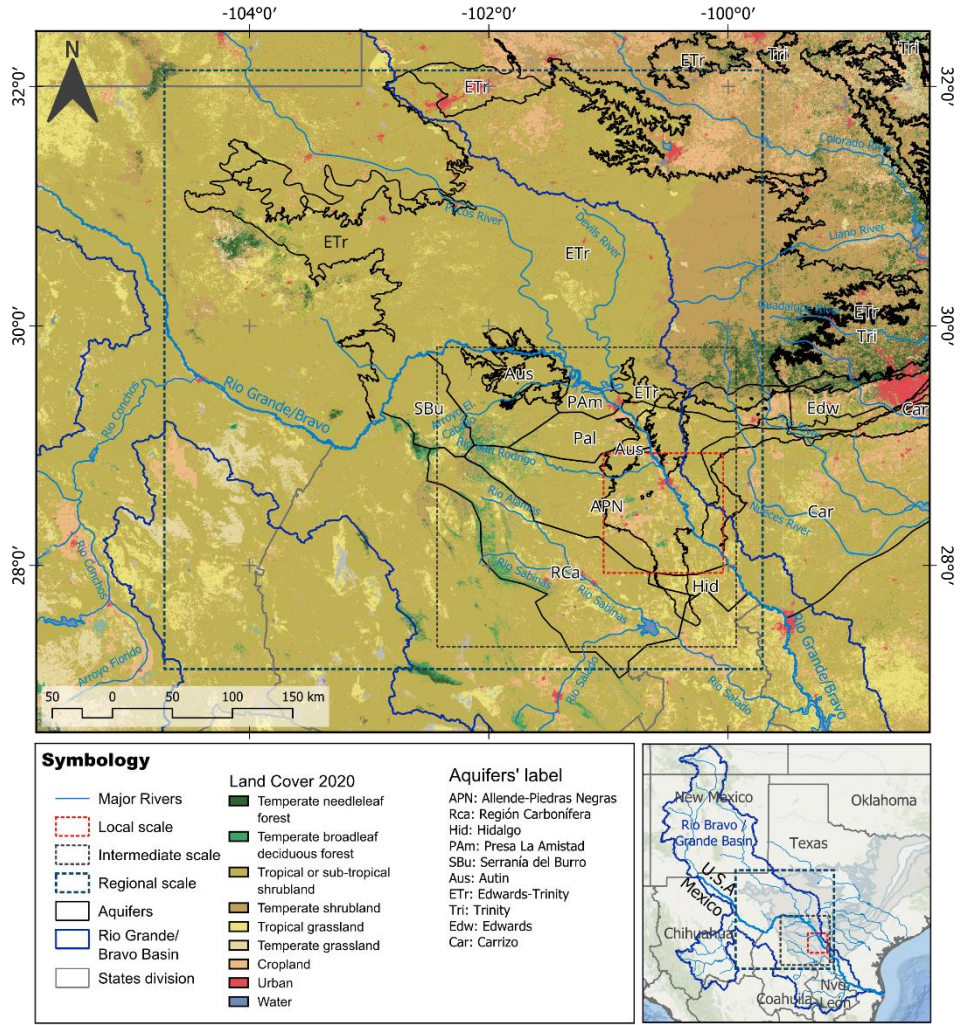 -104°0' -102°0' -100°0'
N
32°0'
30°0'
28°0'
32°0'
30°0'
28°0'
ETr
Tri
Tri
ETr
Colorado River
Pecos River
Devils River
ETr
ETr
Llano River
Guadalupe River
ETr
Tri
Rio Conchos
Rio Grande/Bravo
Aus
SBu
Arroyo El
Caballo
PAm
ETr
Edw
Car
Pal
Aus
Rio San Rodrigo
APN
Rio Alamos
Nueces River
Car
Rio Conchos
RCa
Rio Sabinas
Rio Sabinas
Hid
Arroyo Florido
Rio Salado
Rio Salado
Rio Grande/Bravo
50 0 50 100 150 km
Symbology
Major Rivers
Local scale
Intermediate scale
Regional scale
Aquifers
Rio Grande/
Bravo Basin
States division
Land Cover 2020
Temperate needleleaf
forest
Temperate broadleaf
deciduous forest
Tropical or sub-tropical
shrubland
Temperate shrubland
Tropical grassland
Temperate grassland
Cropland
Urban
Water
Aquifers' label
APN: Allende-Piedras Negras
Rca: Región Carbonífera
Hid: Hidalgo
PAm: Presa La Amistad
SBu: Serranía del Burro
Aus: Autin
ETr: Edwards-Trinity
Tri: Trinity
Edw: Edwards
Car: Carrizo
New Mexico
Oklahoma
Rio Bravo /
Grande Basin
Texas
U.S.A
Mexico
Chihuahua
Coahuila
Nvo.
León